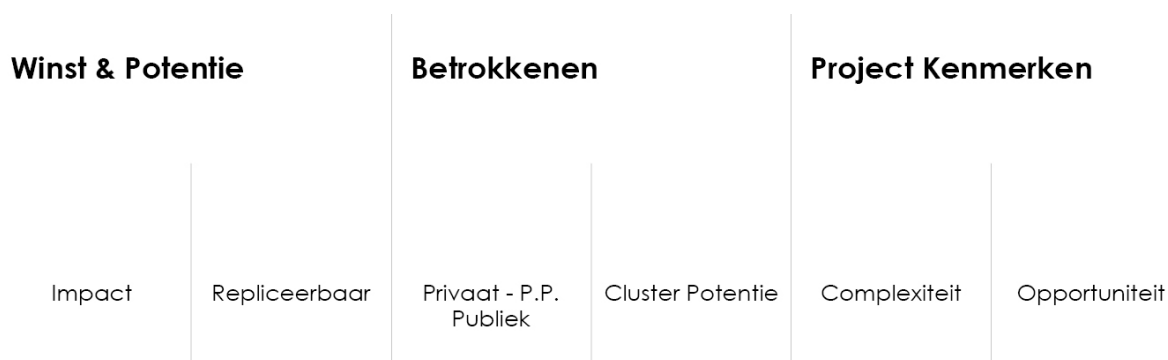 Winst & Potentie
Betrokkenen
Project Kenmerken
Impact
Repliceerbaar
Privaat - P.P.
Publiek
Cluster Potentie
Complexiteit
Opportuniteit